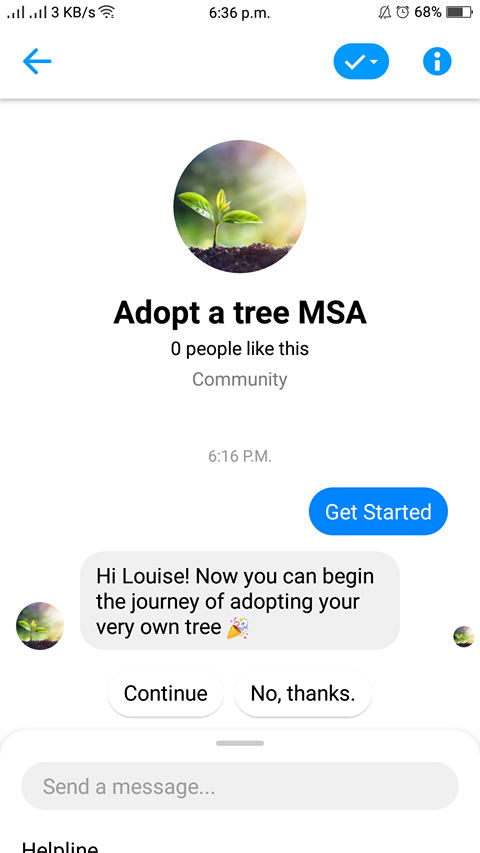 3 KB/s 6:36 p.m. 68%
Adopt a tree MSA
0 people like this
Community
6:16 P.M.
Get Started
Hi Louise! Now you can begin
the journey of adopting your
very own tree 🎉
Continue No, thanks.
Send a message...
Helpline